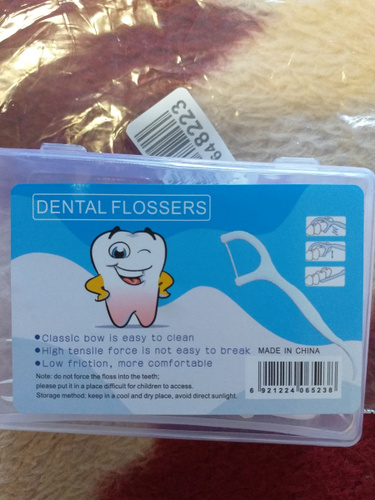 648223
DENTAL FLOSSERS
Classic bow is easy to clean
High tensile force is not easy to break
MADE IN CHINA
Low friction, more comfortable
Note: do not force the floss into the teeth;
please put it in a place difficult for children to access.
Storage method: keep in a cool and dry place, avoid direct sunlight.
6 921224 065238